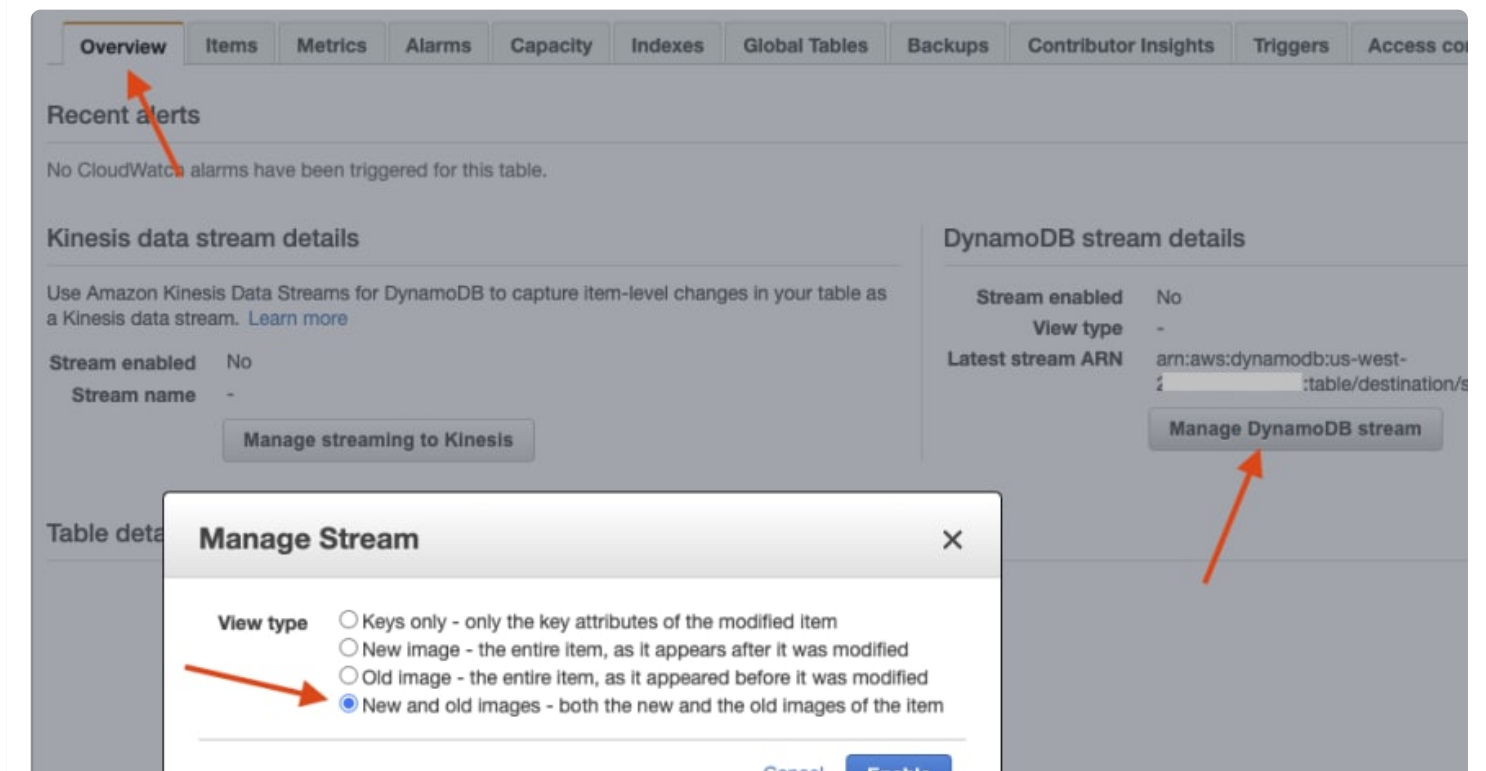 Overview Items Metrics Alarms Capacity Indexes Global Tables Backups Contributor Insights Triggers Access
Recent alerts
No CloudWatch alarms have been triggered for this table.
Kinesis data stream details
Use Amazon Kinesis Data Streams for DynamoDB to capture item-level changes in your table as
a Kinesis data stream. Learn more
Stream enabled No
Stream name -
Manage streaming to Kinesis
DynamoDB stream details
Stream enabled No
View type -
Latest stream ARN arn:aws:dynamodb:us-west-
:table/destination/s
Manage DynamoDB stream
Table deta
Manage Stream ×
View type
Keys only - only the key attributes of the modified item
New image - the entire item, as it appears after it was modified
Old image - the entire item, as it appeared before it was modified
New and old images - both the new and the old images of the item
Cancel Enable